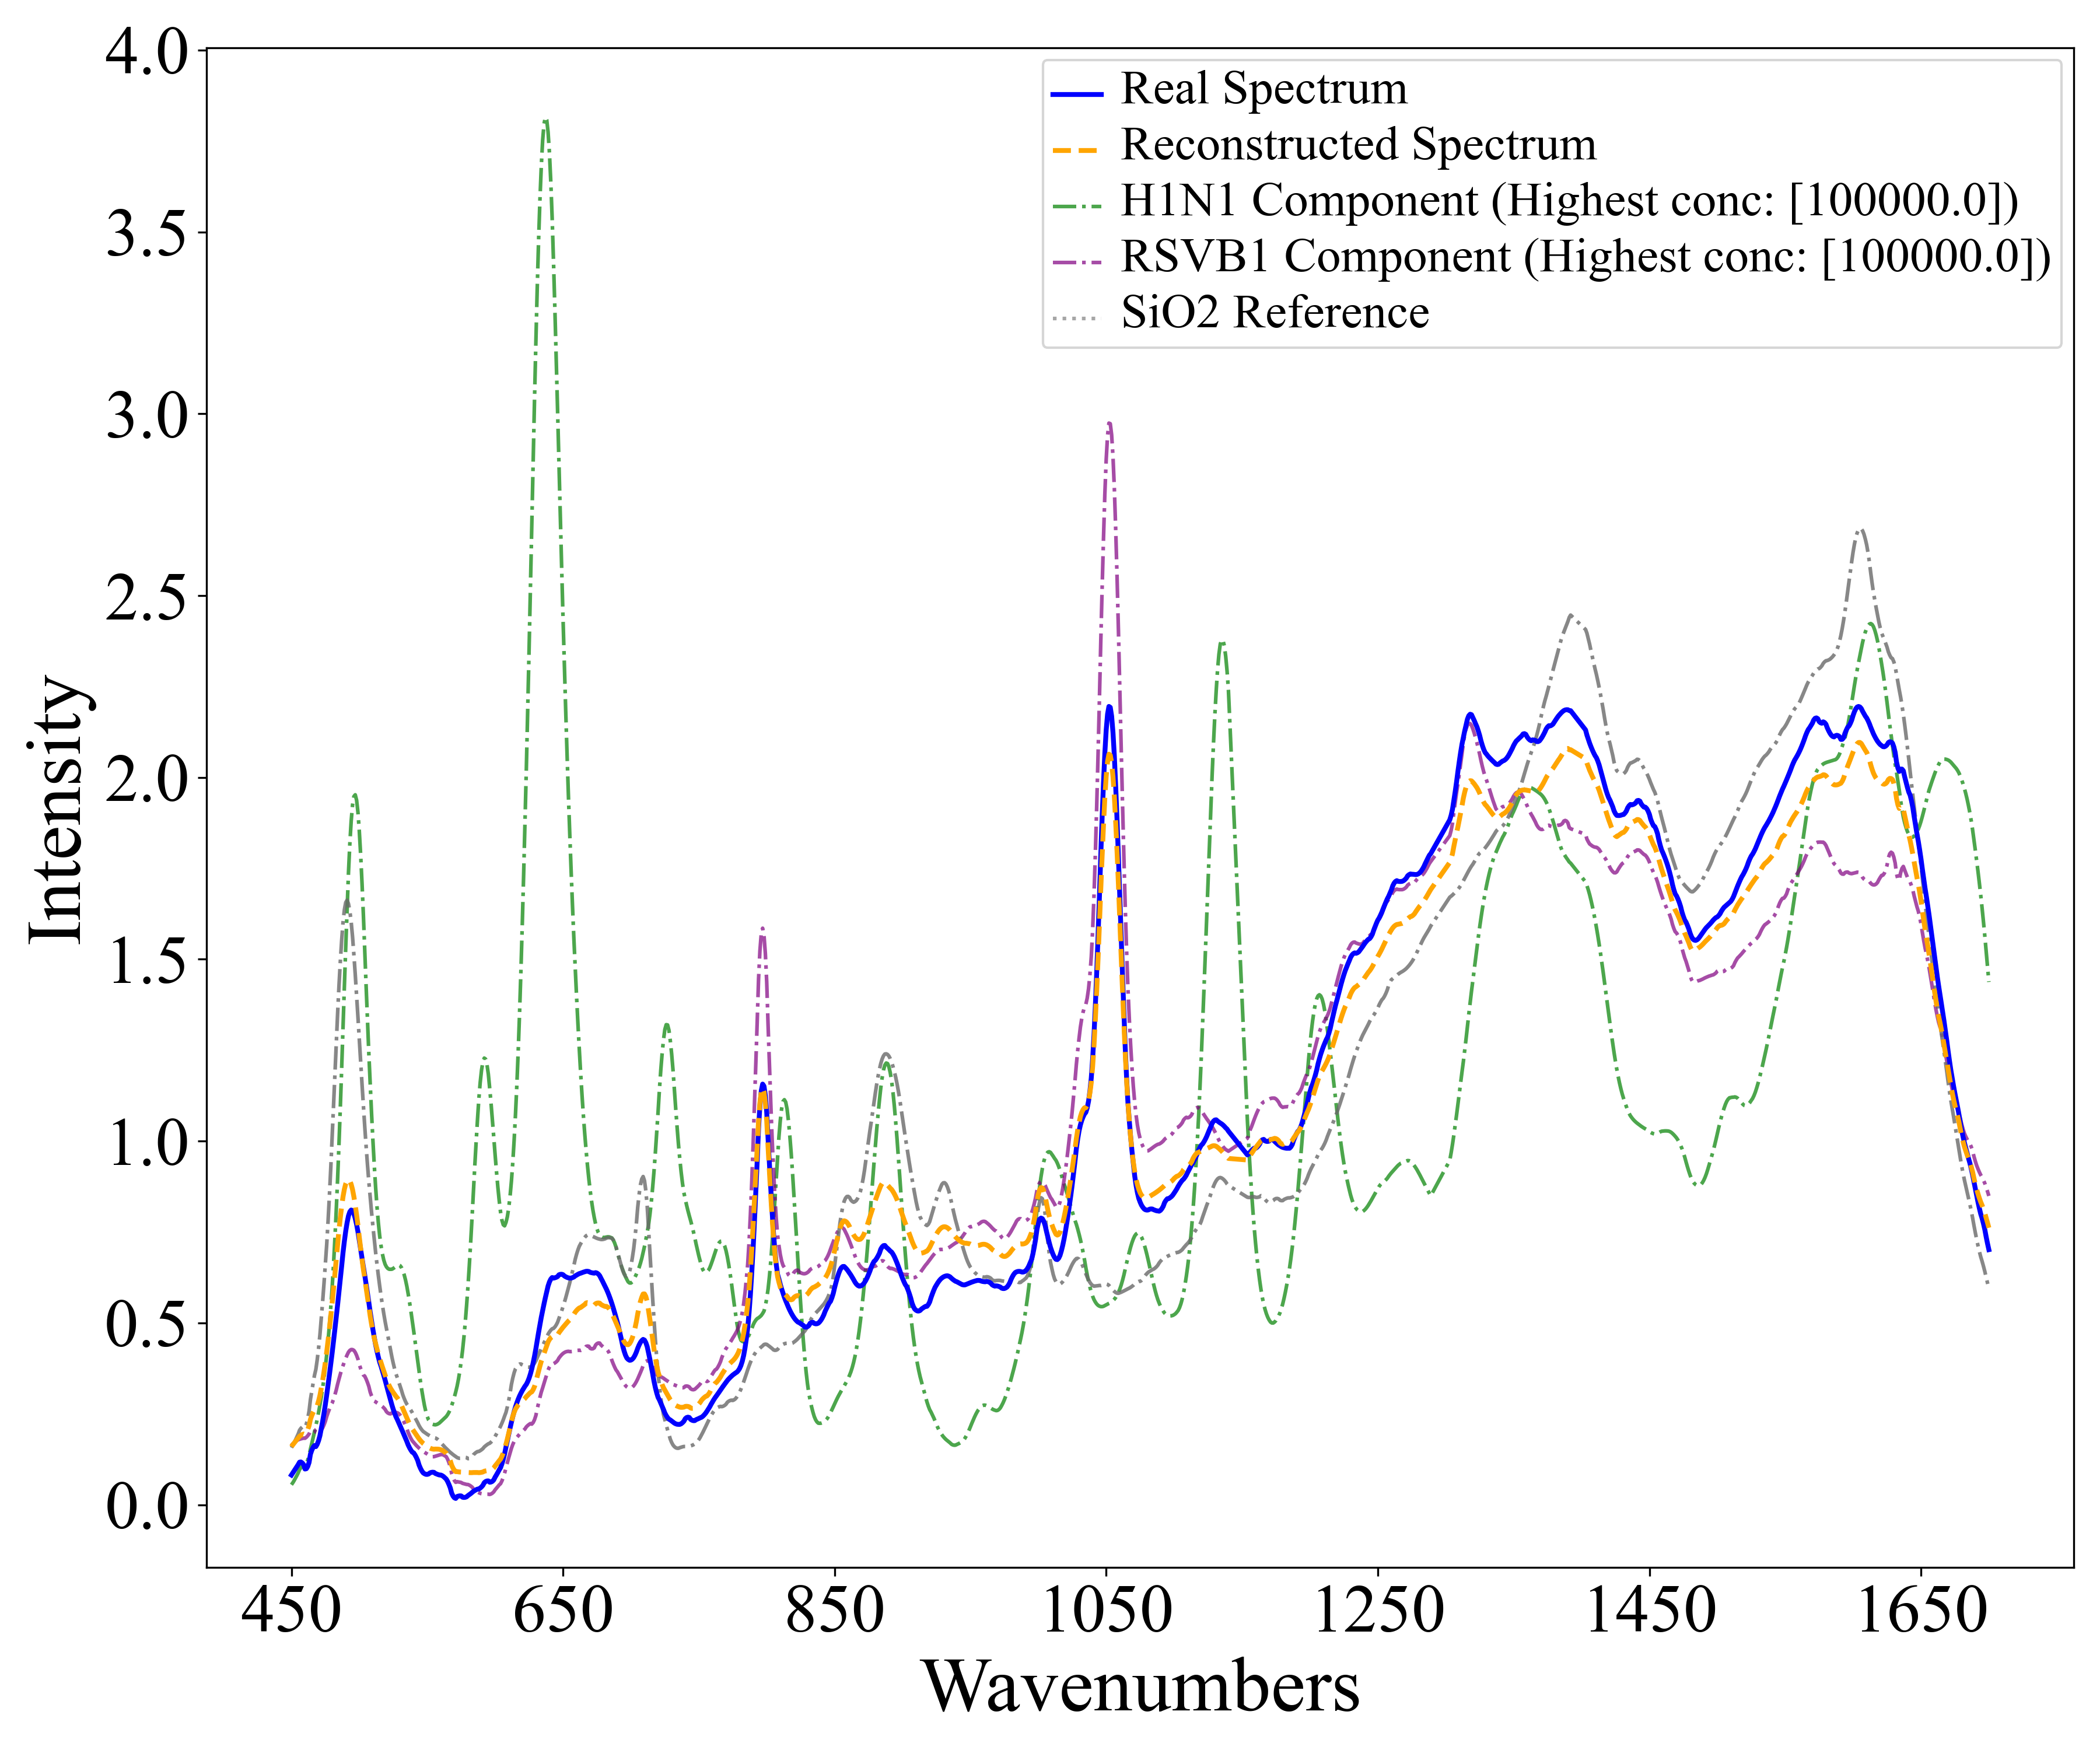 4.0
3.5
3.0
2.5
2.0
1.5
1.0
0.5
0.0
Intensity
Real Spectrum
Reconstructed Spectrum
H1N1 Component (Highest conc: [100000.0])
RSVB1 Component (Highest conc: [100000.0])
SiO2 Reference
450 650 850 1050 1250 1450 1650
Wavenumbers